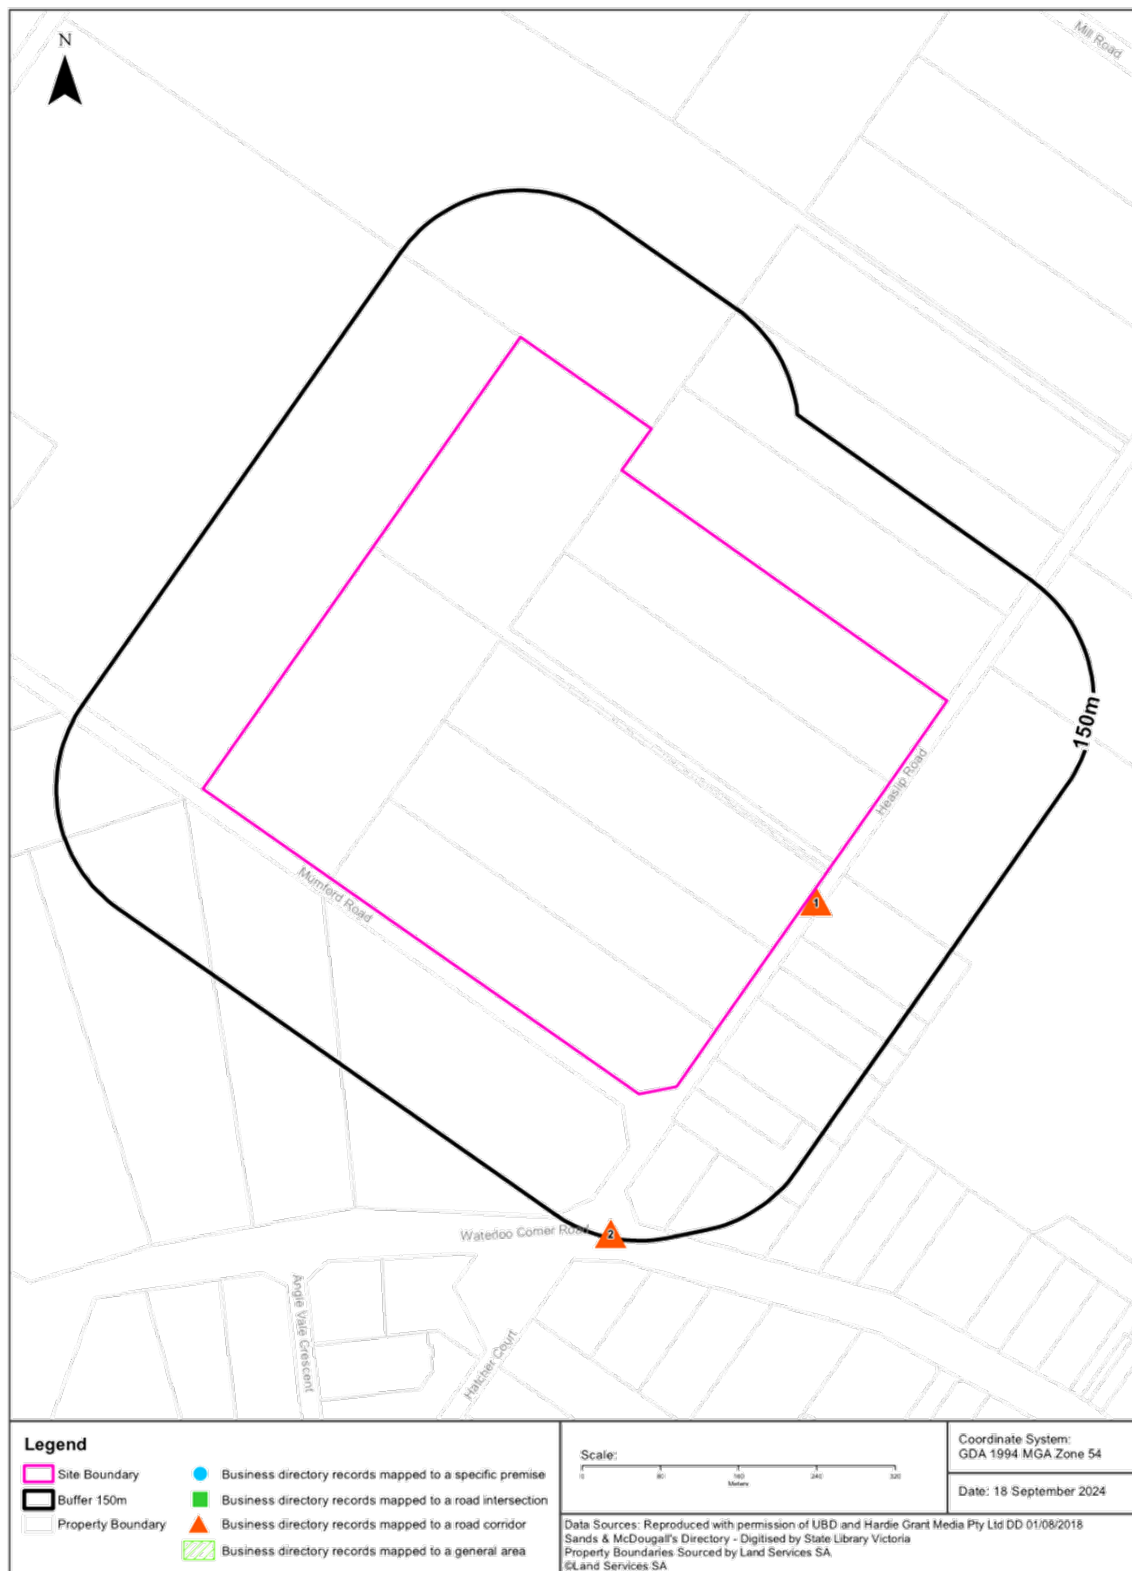 N
Mill Road
150m
Heaslip Road
1
Mumford Road
2
Waterloo Corner Road
Angle Vale Crescent
Hatcher Court
Legend
Site Boundary
Buffer 150m
Property Boundary
Business directory records mapped to a specific premise
Business directory records mapped to a road intersection
Business directory records mapped to a road corridor
Business directory records mapped to a general area
Scale:
0 80 160 240 320
Meters
Coordinate System:
GDA 1994 MGA Zone 54
Date: 18 September 2024
Data Sources: Reproduced with permission of UBD and Hardie Grant Media Pty Ltd DD 01/08/2018
Sands & McDougall's Directory - Digitised by State Library Victoria
Property Boundaries Sourced by Land Services SA
©Land Services SA